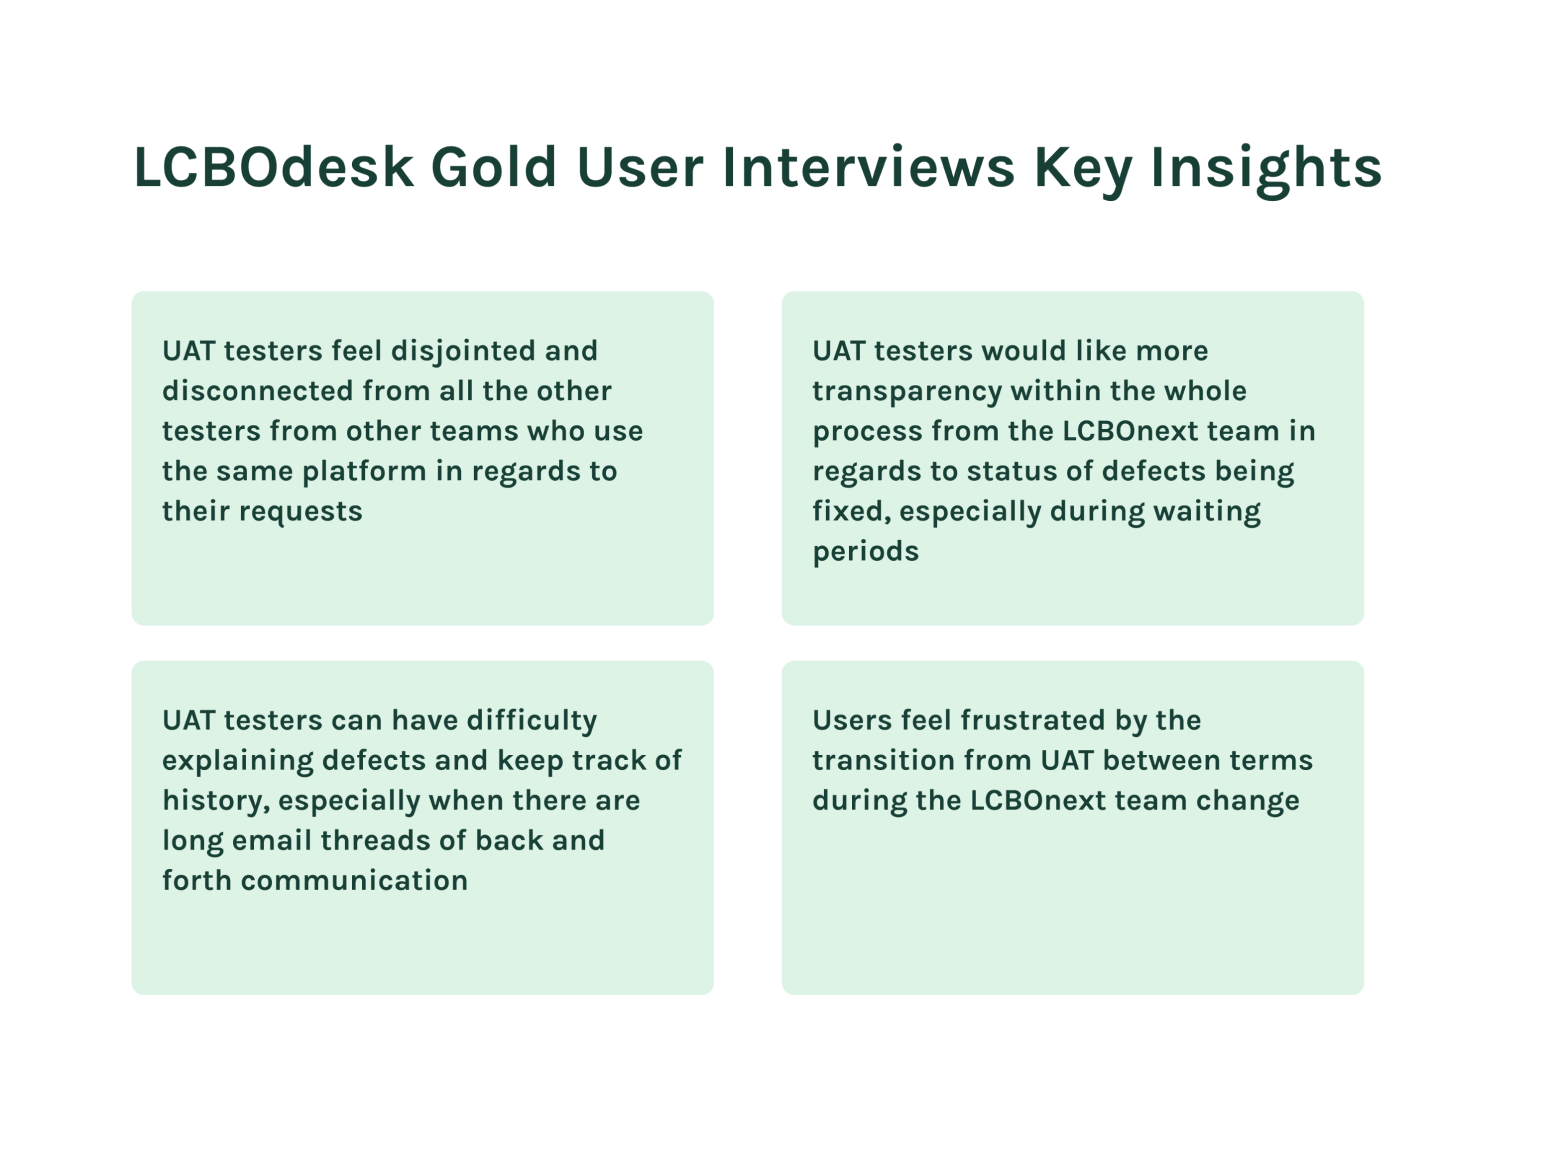 LCBOdesk Gold User Interviews Key Insights
UAT testers feel disjointed and
disconnected from all the other
testers from other teams who use
the same platform in regards to
their requests
UAT testers would like more
transparency within the whole
process from the LCBOnext team in
regards to status of defects being
fixed, especially during waiting
periods
UAT testers can have difficulty
explaining defects and keep track of
history, especially when there are
long email threads of back and
forth communication
Users feel frustrated by the
transition from UAT between terms
during the LCBOnext team change